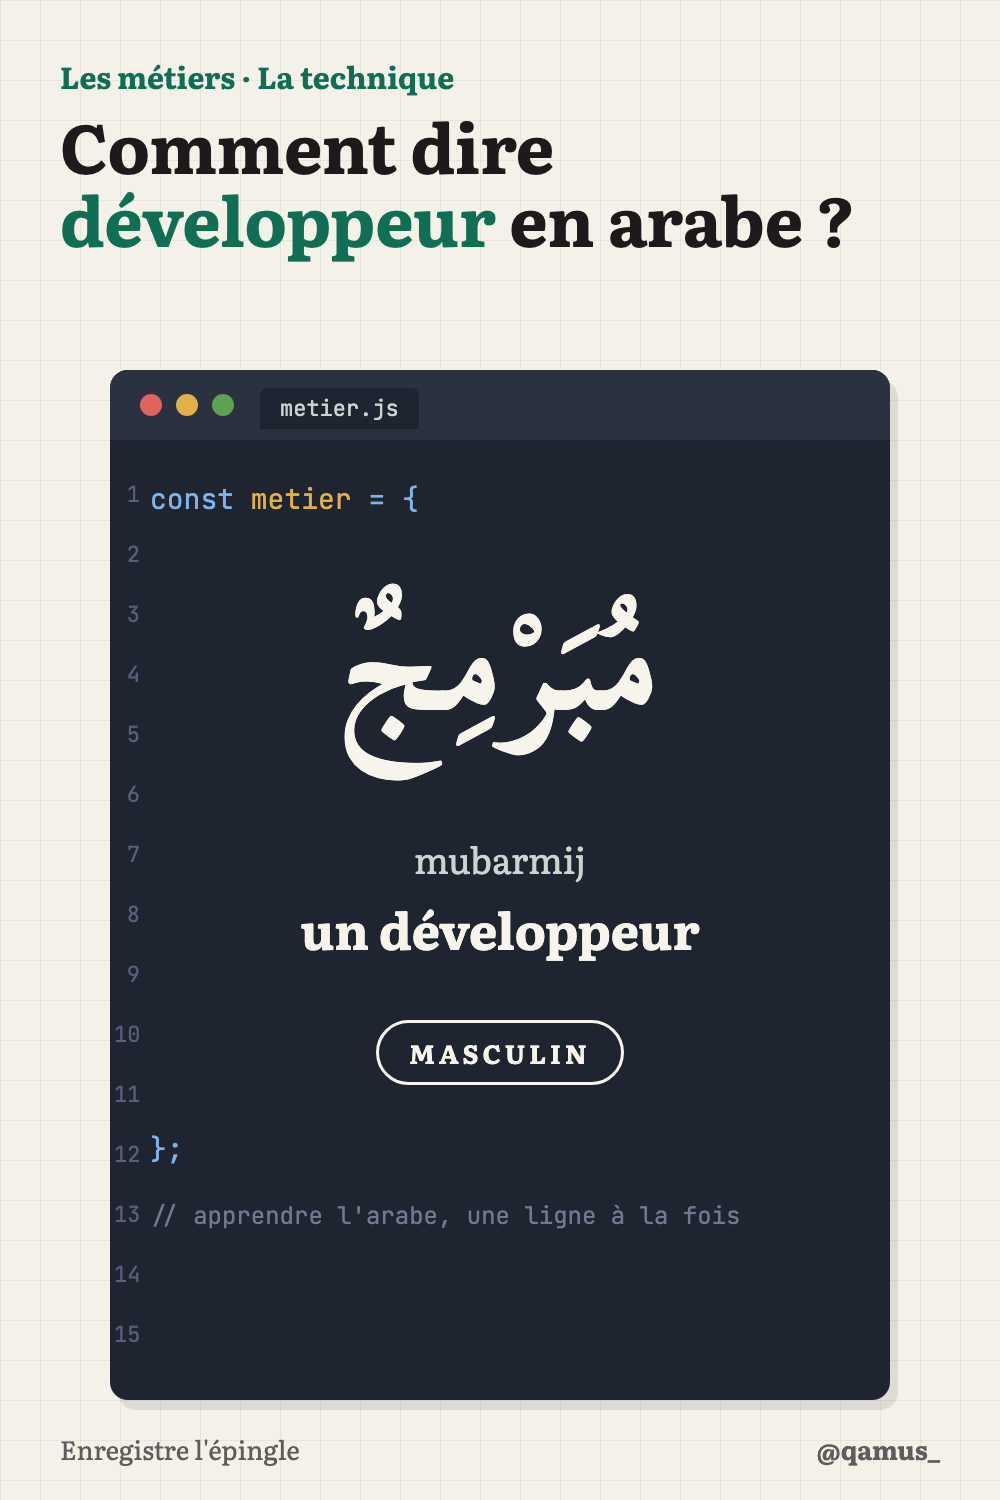 Les métiers · La technique
Comment dire
développeur en arabe ?
metier.js
1 const metier = {
2
3
4
مُبَرْمِجٌ
5
6
7
mubarmij
8
un développeur
9
10
MASCULIN
11
12 };
13 // apprendre l'arabe, une ligne à la fois
14
15
Enregistre l'épingle
@qamus_